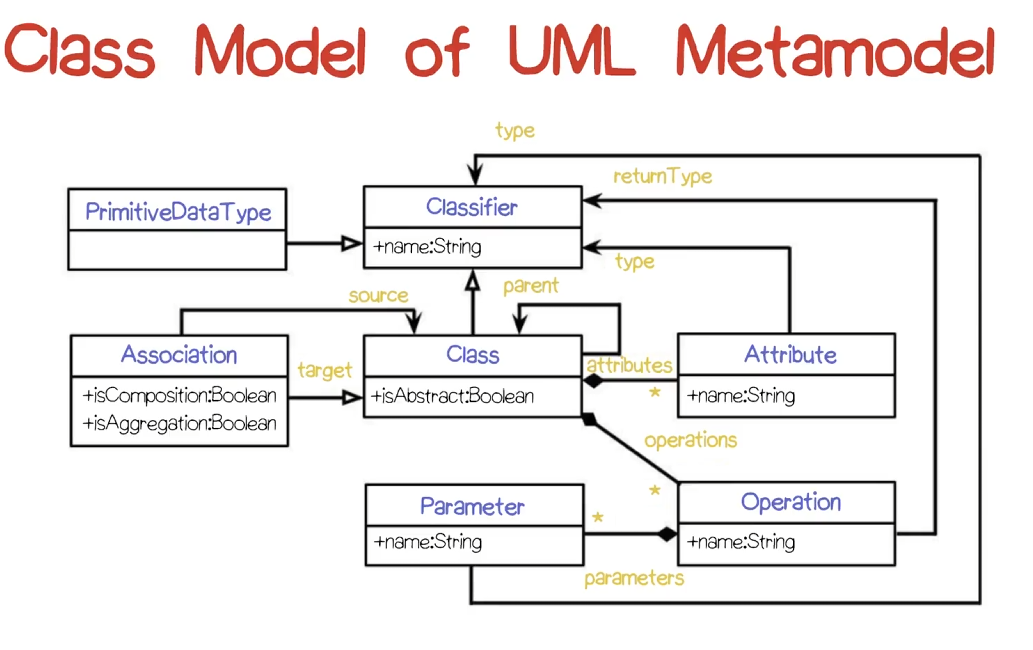 Class Model of UML Metamodel
type
returnType
PrimitiveDataType
Classifier
+name:String
type
source
parent
Association
+isComposition:Boolean
+isAggregation:Boolean
target
Class
+isAbstract:Boolean
attributes
*
Attribute
+name:String
operations
*
Parameter
+name:String
*
parameters
Operation
+name:String